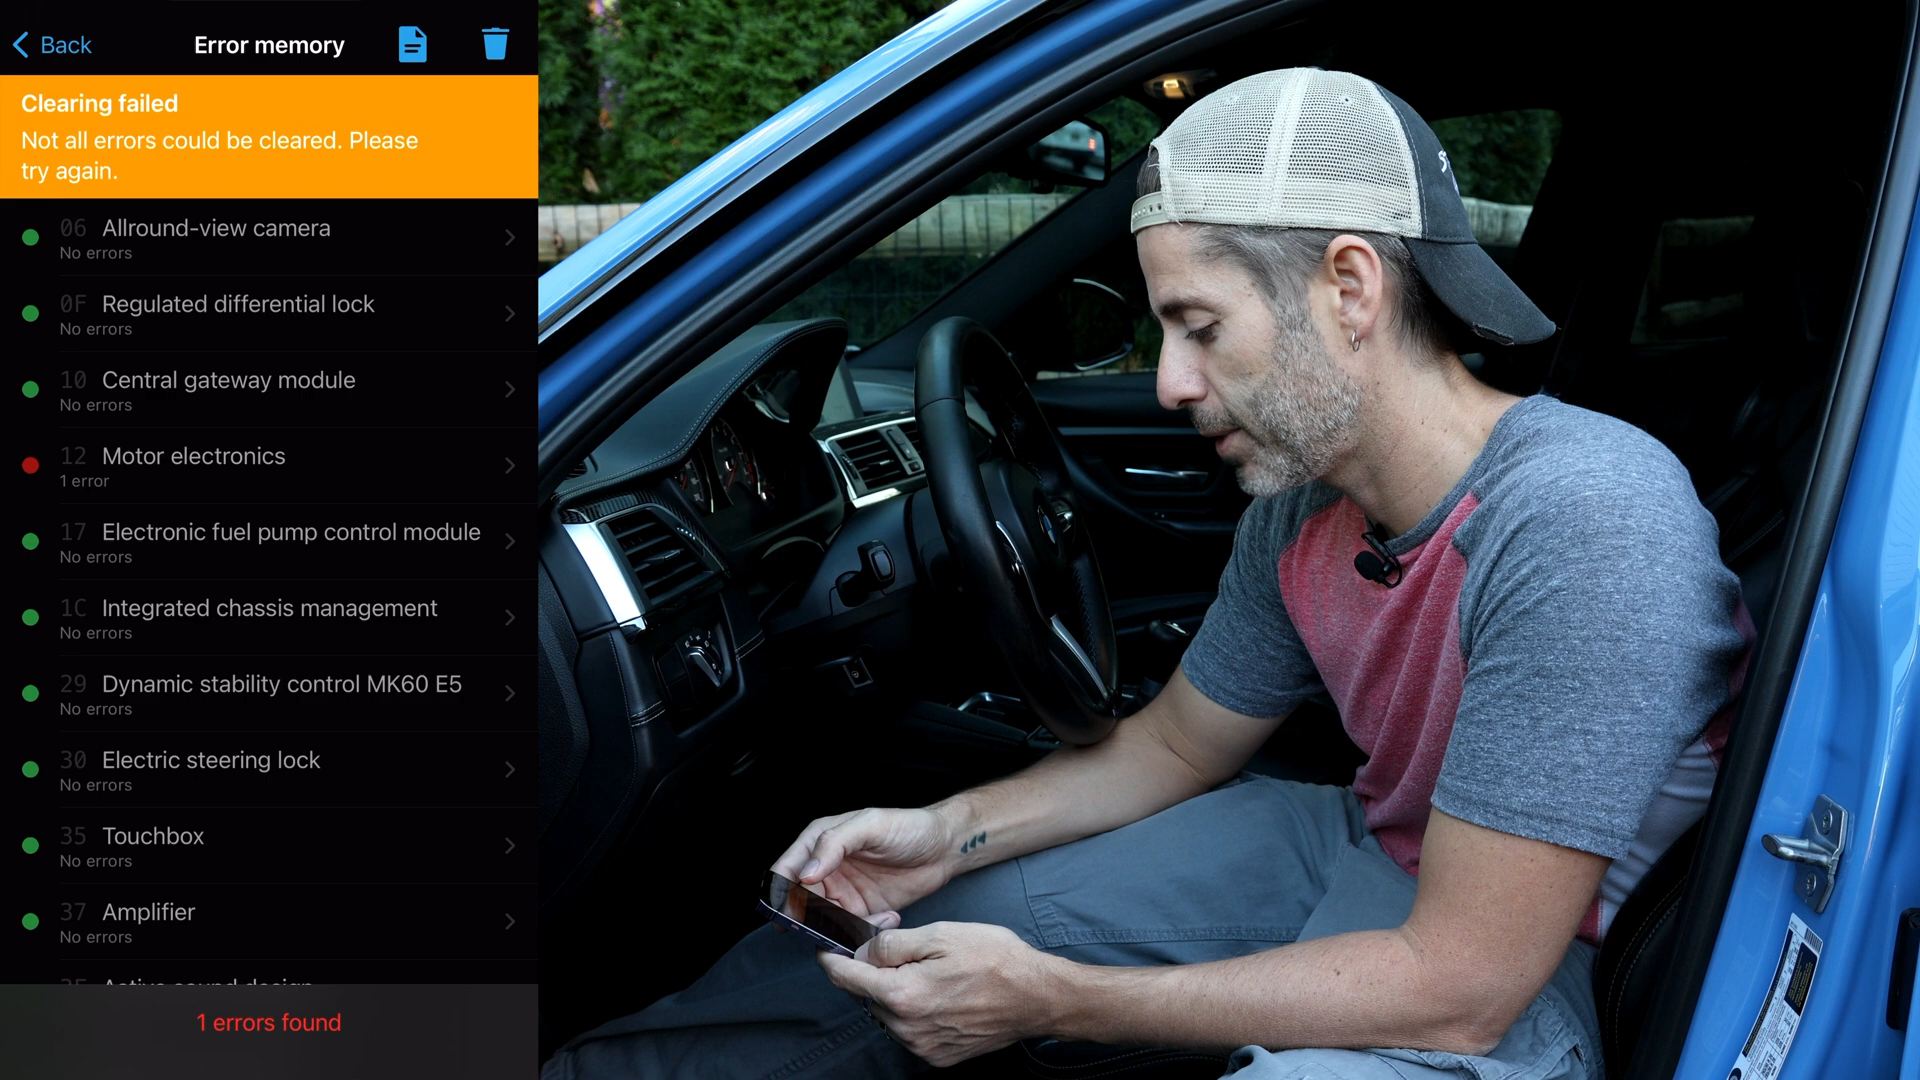 Back
Error memory
Clearing failed
Not all errors could be cleared. Please
try again.
06 Allround-view camera
No errors
0F Regulated differential lock
No errors
10 Central gateway module
No errors
12 Motor electronics
1 error
17 Electronic fuel pump control module
No errors
1C Integrated chassis management
No errors
29 Dynamic stability control MK60 E5
No errors
30 Electric steering lock
No errors
35 Touchbox
No errors
37 Amplifier
No errors
1 errors found